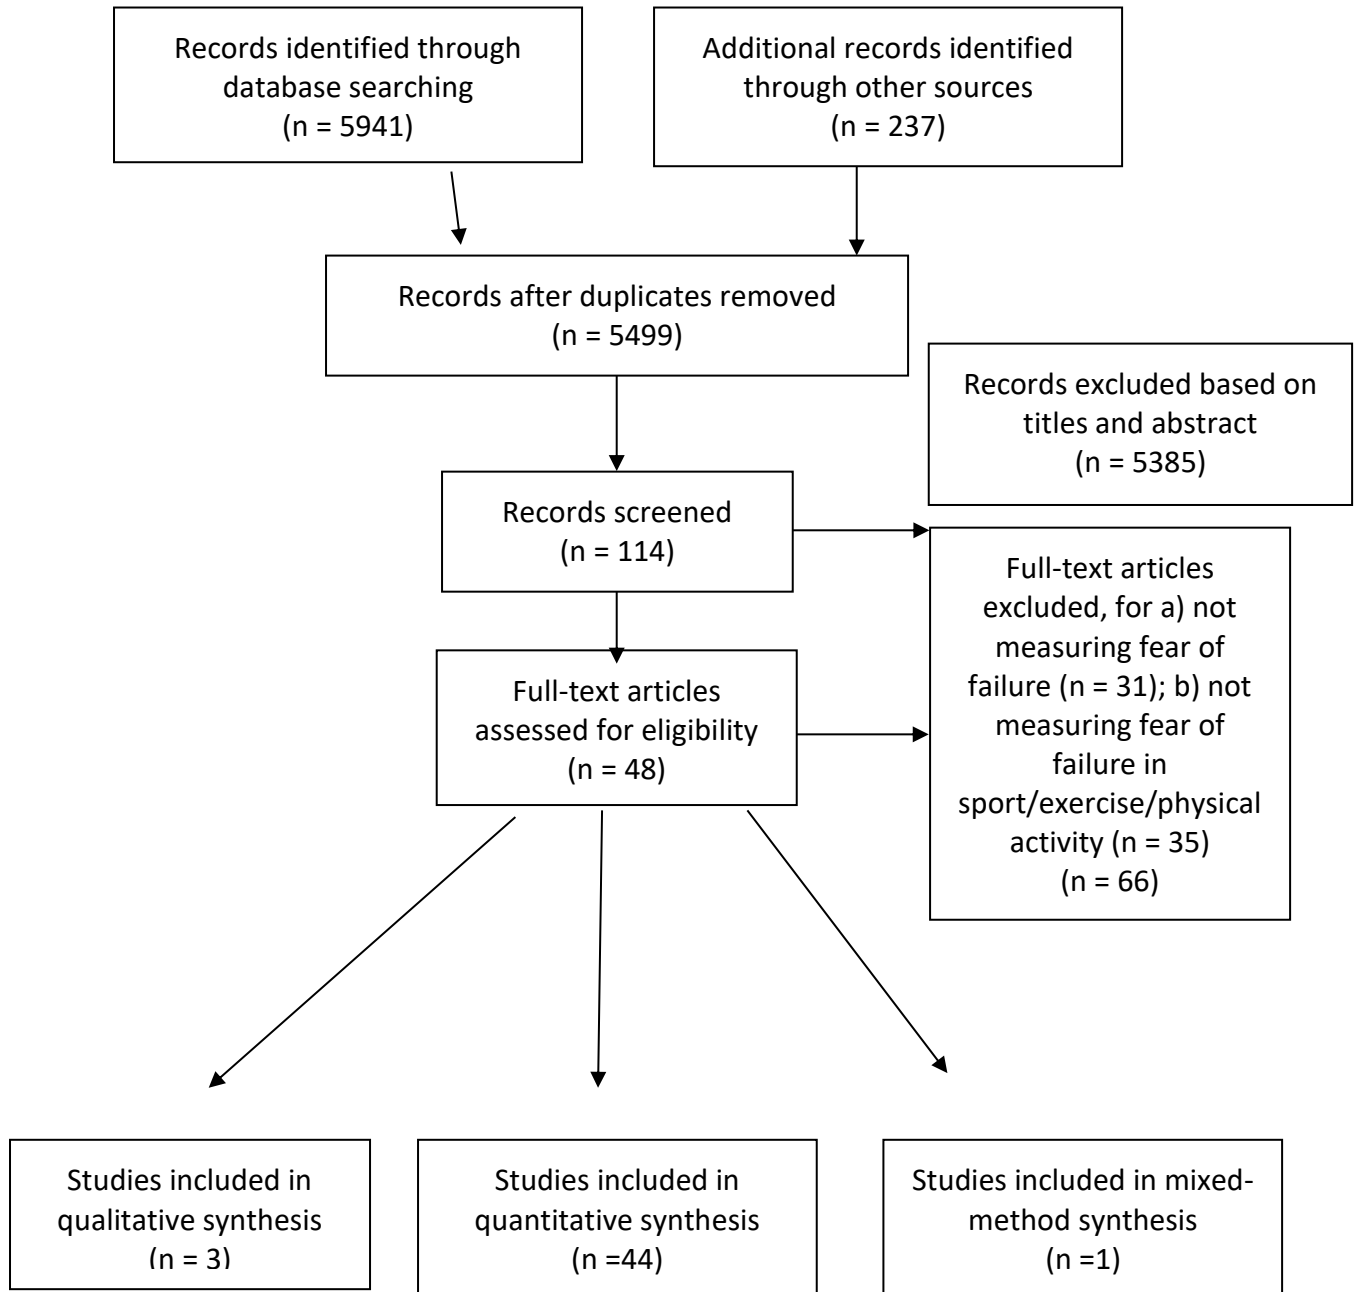 Records identified through
database searching
(n = 5941)
Additional records identified
through other sources
(n = 237)
Records after duplicates removed
(n = 5499)
Records excluded based on
titles and abstract
(n = 5385)
Records screened
(n = 114)
Full-text articles
excluded, for a) not
measuring fear of
failure (n = 31); b) not
measuring fear of
failure in
sport/exercise/physical
activity (n = 35)
(n = 66)
Full-text articles
assessed for eligibility
(n = 48)
Studies included in
qualitative synthesis
(n = 3)
Studies included in
quantitative synthesis
(n =44)
Studies included in mixed-
method synthesis
(n =1)